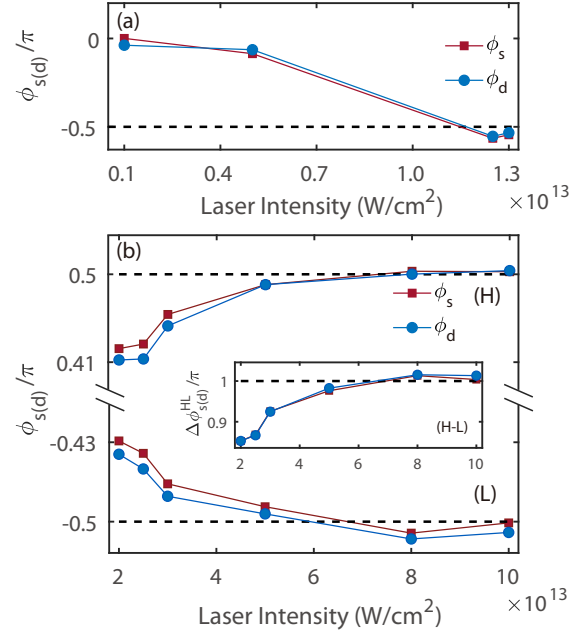 (a)
ϕs(d)/π
0
-0.5
ϕs
ϕd
0.1 0.4 0.7 1.0 1.3
Laser Intensity (W/cm²) × 10¹³
(b)
ϕs(d)/π
0.5
0.41
-0.43
-0.5
(H)
ϕs
ϕd
Δϕ^HL_s(d)/π
1
0.9
(H-L)
2 4 6 8 10
(L)
2 4 6 8 10
Laser Intensity (W/cm²) × 10¹³